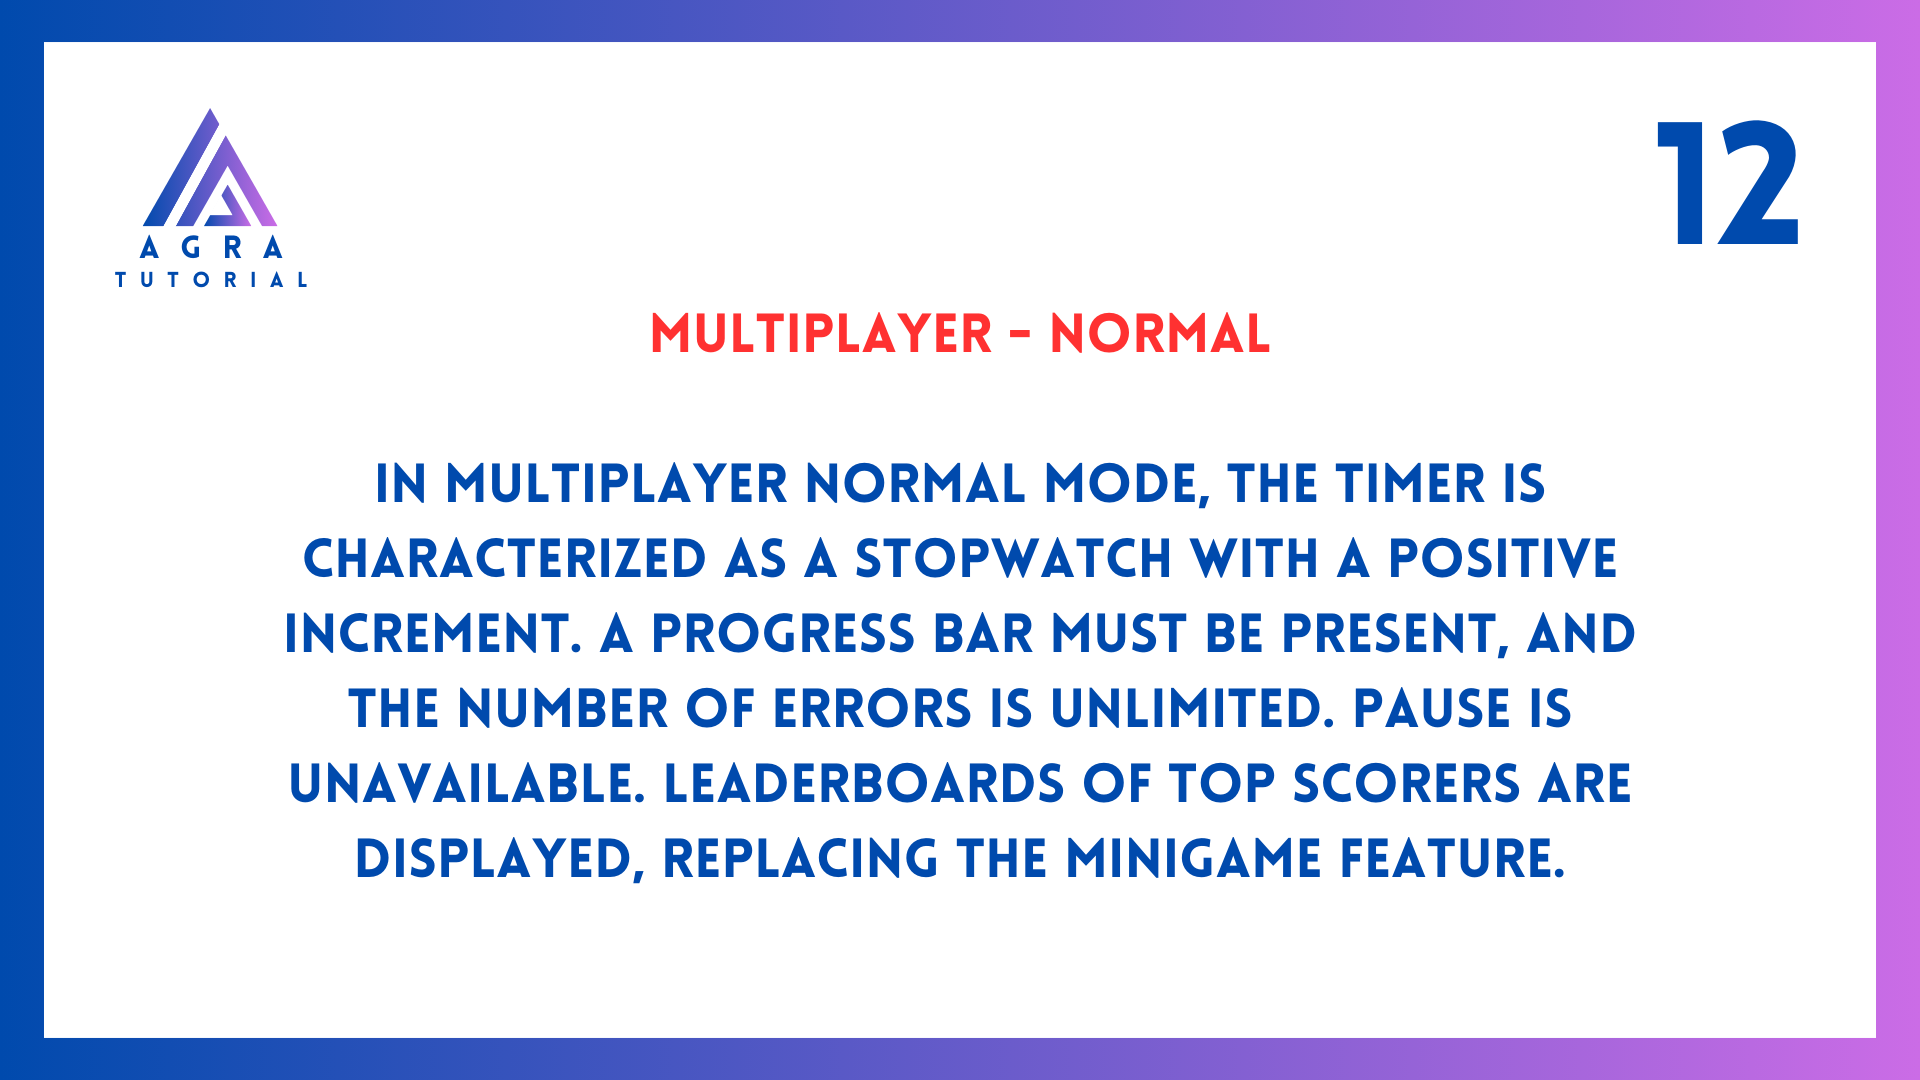 12
AGRA
TUTORIAL
MULTIPLAYER - NORMAL
IN MULTIPLAYER NORMAL MODE, THE TIMER IS
CHARACTERIZED AS A STOPWATCH WITH A POSITIVE
INCREMENT. A PROGRESS BAR MUST BE PRESENT, AND
THE NUMBER OF ERRORS IS UNLIMITED. PAUSE IS
UNAVAILABLE. LEADERBOARDS OF TOP SCORERS ARE
DISPLAYED, REPLACING THE MINIGAME FEATURE.